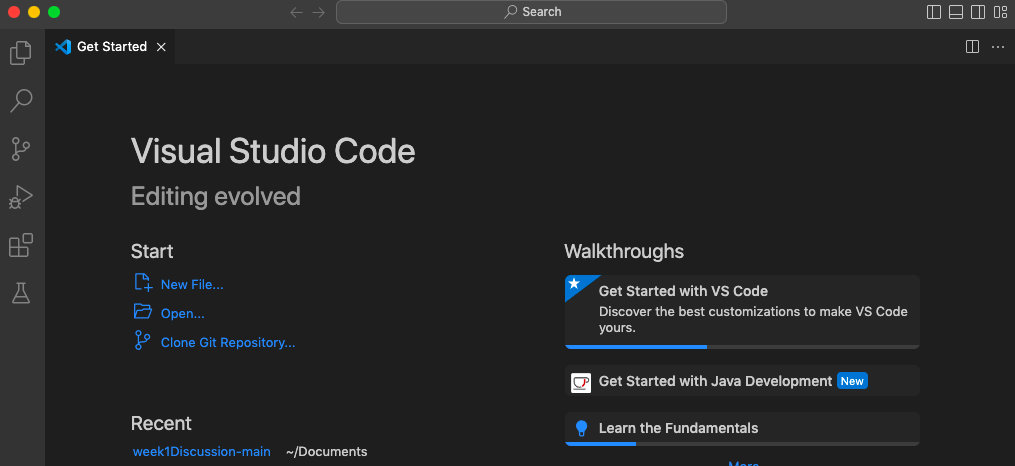 Search
Get Started
Visual Studio Code
Editing evolved
Start
New File...
Open...
Clone Git Repository...
Recent
week1Discussion-main ~/Documents
Walkthroughs
Get Started with VS Code
Discover the best customizations to make VS Code
yours.
Get Started with Java Development New
Learn the Fundamentals
More...